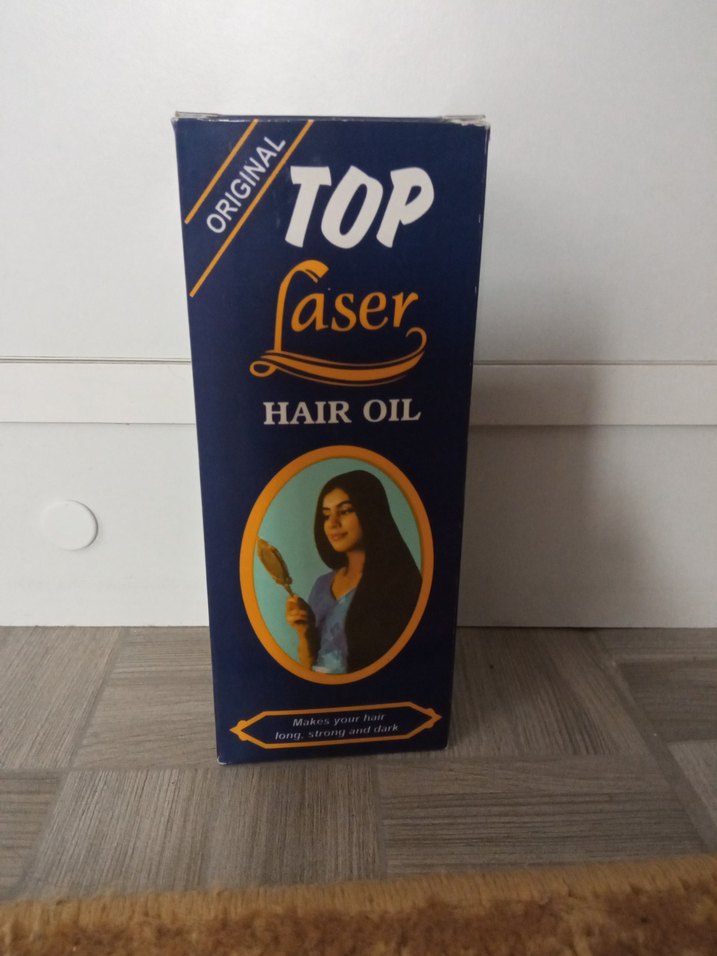 ORIGINAL
TOP
Laser
HAIR OIL
Makes your hair
long, strong and dark